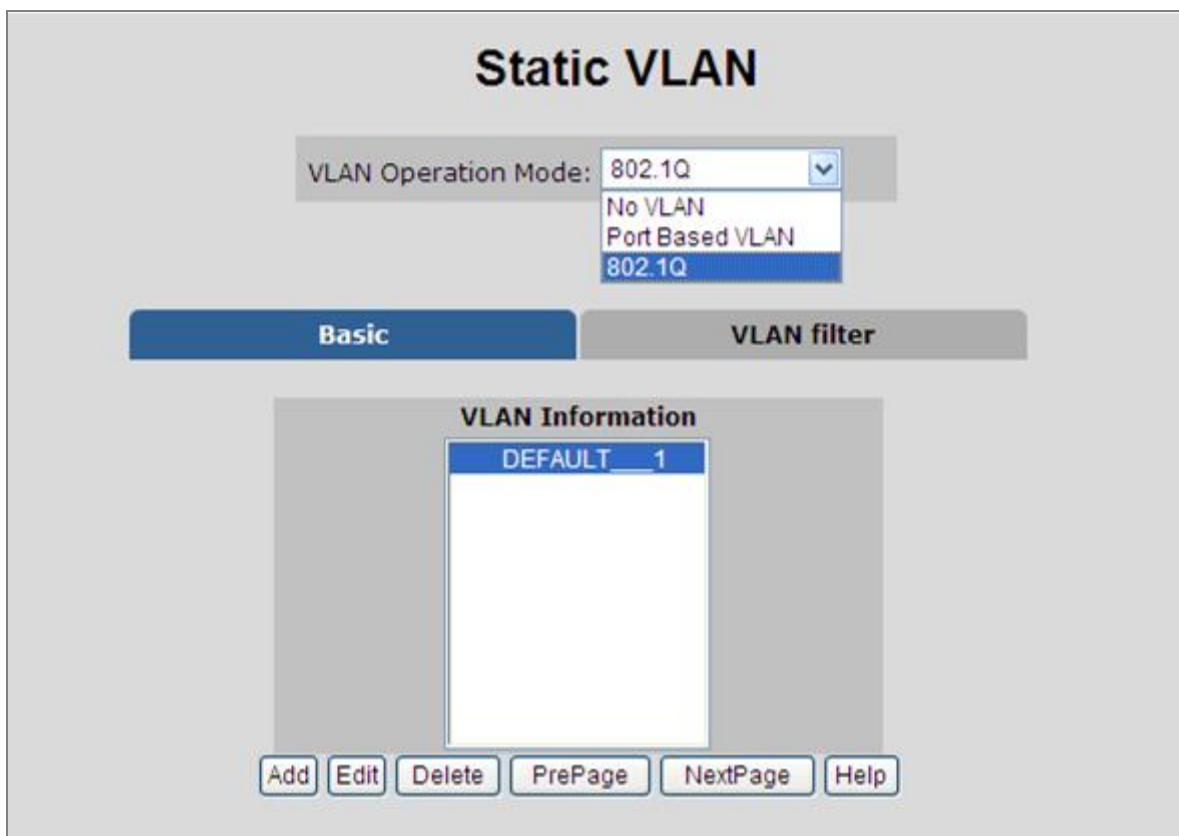 Static VLAN
VLAN Operation Mode: 802.1Q
No VLAN
Port Based VLAN
802.1Q
Basic VLAN filter
VLAN Information
DEFAULT___1
Add Edit Delete PrePage NextPage Help